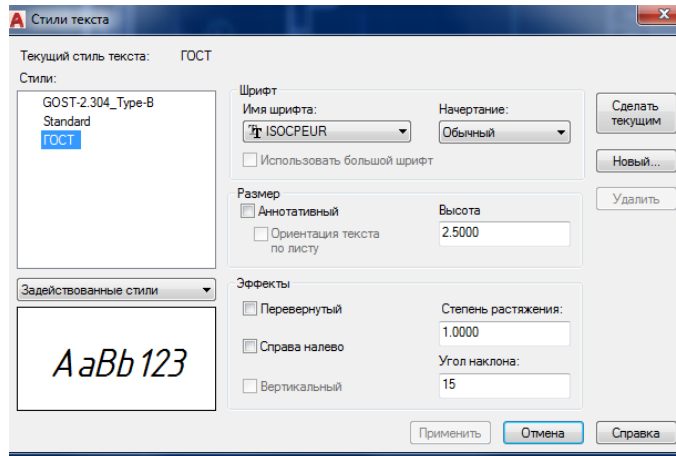 Стили текста
Текущий стиль текста: ГОСТ
Стили:
GOST-2.304_Type-B
Standard
ГОСТ
Задействованные стили
AaBb123
Шрифт
Имя шрифта:
Начертание:
ISOCPEUR
Обычный
Использовать большой шрифт
Размер
Аннотативный
Ориентация текста
по листу
Высота
2.5000
Эффекты
Перевернутый
Справа налево
Вертикальный
Степень растяжения:
1.0000
Угол наклона:
15
Сделать
текущим
Новый...
Удалить
Применить
Отмена
Справка